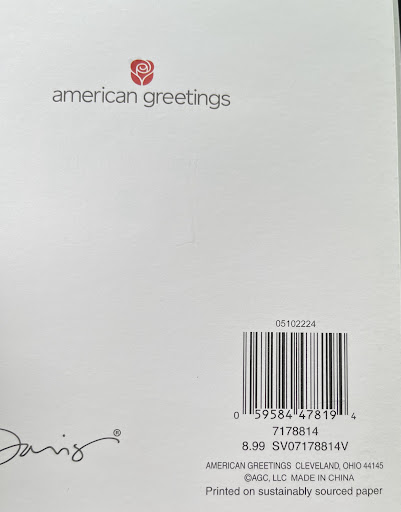 american greetings
05102224
0 59584 47819 4
7178814
8.99 SV07178814V
Davis®
AMERICAN GREETINGS CLEVELAND, OHIO 44145
©AGC, LLC MADE IN CHINA
Printed on sustainably sourced paper